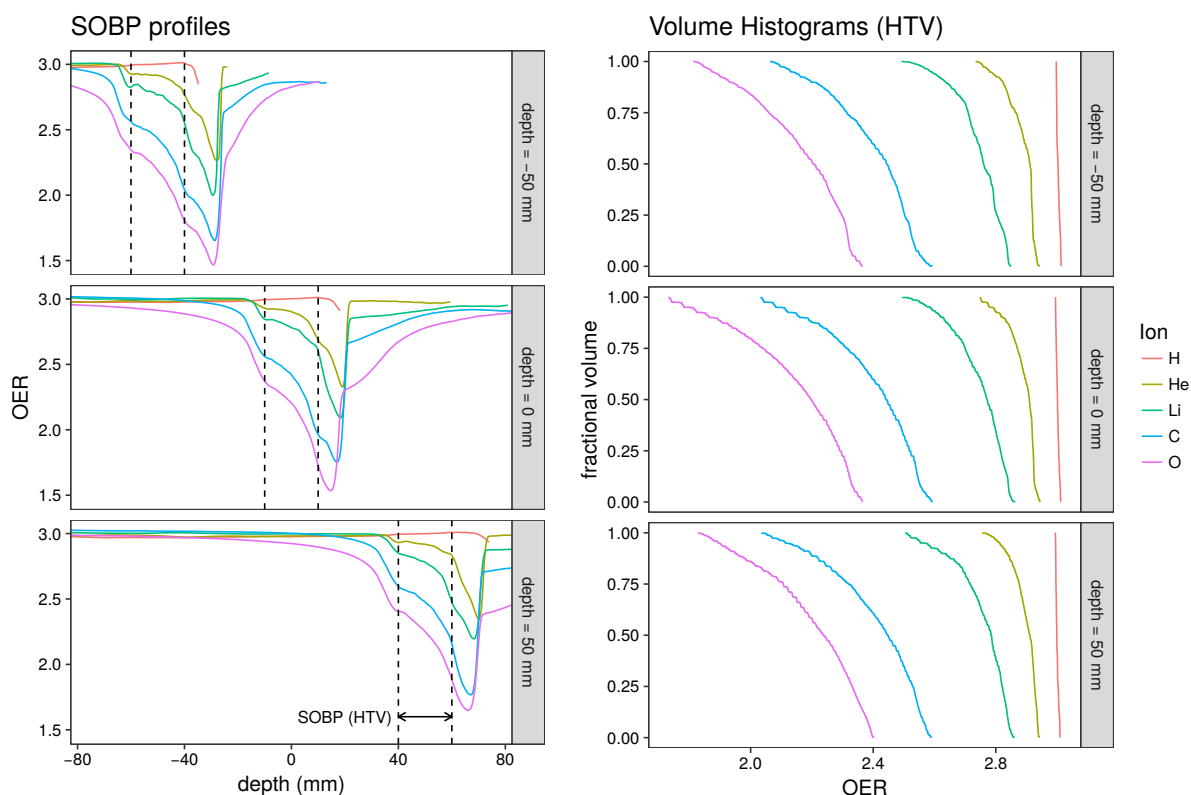 SOBP profiles
Volume Histograms (HTV)
3.0
2.5
2.0
1.5
depth = −50 mm
1.00
0.75
0.50
0.25
0.00
depth = −50 mm
OER
3.0
2.5
2.0
1.5
depth = 0 mm
fractional volume
1.00
0.75
0.50
0.25
0.00
depth = 0 mm
Ion
H
He
Li
C
O
3.0
2.5
2.0
1.5
SOBP (HTV)
depth = 50 mm
1.00
0.75
0.50
0.25
0.00
depth = 50 mm
−80 −40 0 40 80
depth (mm)
2.0 2.4 2.8
OER